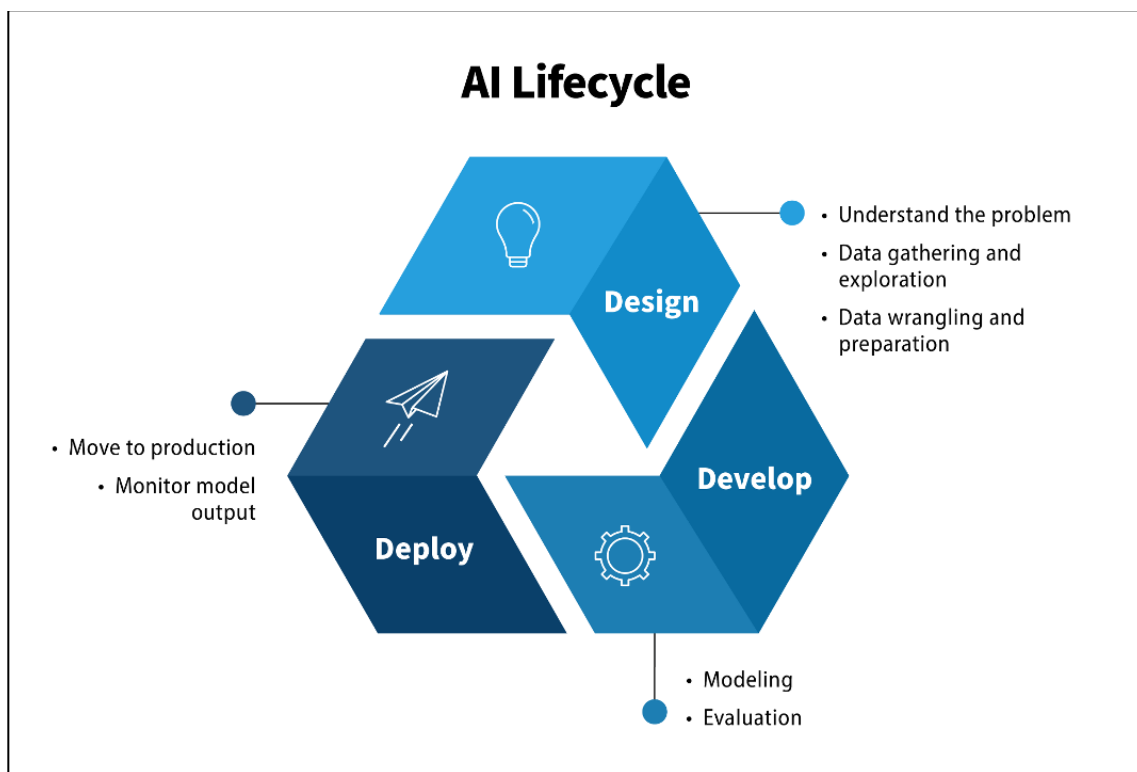 AI Lifecycle
Design
• Understand the problem
• Data gathering and
exploration
• Data wrangling and
preparation
Develop
• Modeling
• Evaluation
Deploy
• Move to production
• Monitor model
output